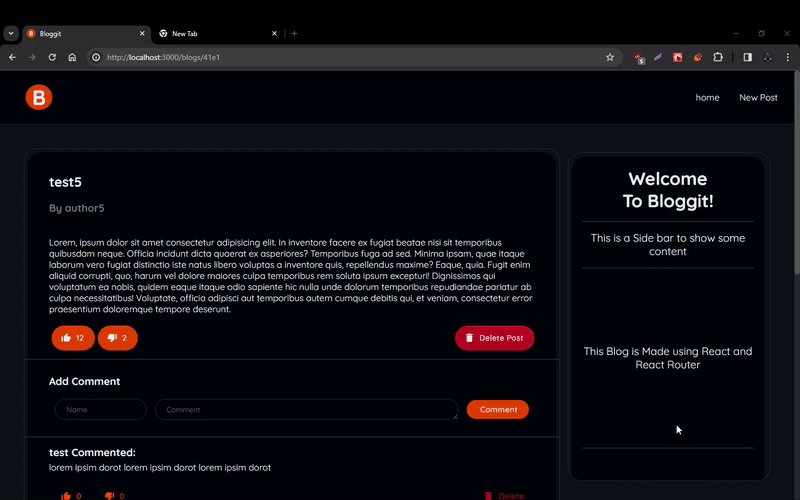 Bloggit
New Tab
http://localhost:3000/blogs/41e1
5
B
home
New Post
test5
By author5
Lorem, ipsum dolor sit amet consectetur adipisicing elit. In inventore facere ex fugiat beatae nisi sit temporibus
quibusdam neque. Officia incidunt dicta quaerat ex asperiores? Temporibus fuga ad sed. Minima ipsam, quae itaque
laborum vero fugiat distinctio iste natus libero voluptas a inventore quis, repellendus maxime? Eaque, quia. Fugit enim
aliquid corrupti, quo, harum vel dolore maiores culpa temporibus rem soluta ipsum excepturi! Dignissimos qui
voluptatum ea nobis, quidem eaque itaque odio sapiente hic nulla unde dolorum temporibus repudiandae pariatur ab
culpa necessitatibus! Voluptate, officia adipisci aut temporibus autem cumque debitis qui, et veniam, consectetur error
praesentium doloremque tempore deserunt.
12
2
Delete Post
Add Comment
Name
Comment
Comment
test Commented:
lorem ipsim dorot lorem ipsim dorot lorem ipsim dorot
0
0
Delete
Welcome
To Bloggit!
This is a Side bar to show some
content
This Blog is Made using React and
React Router